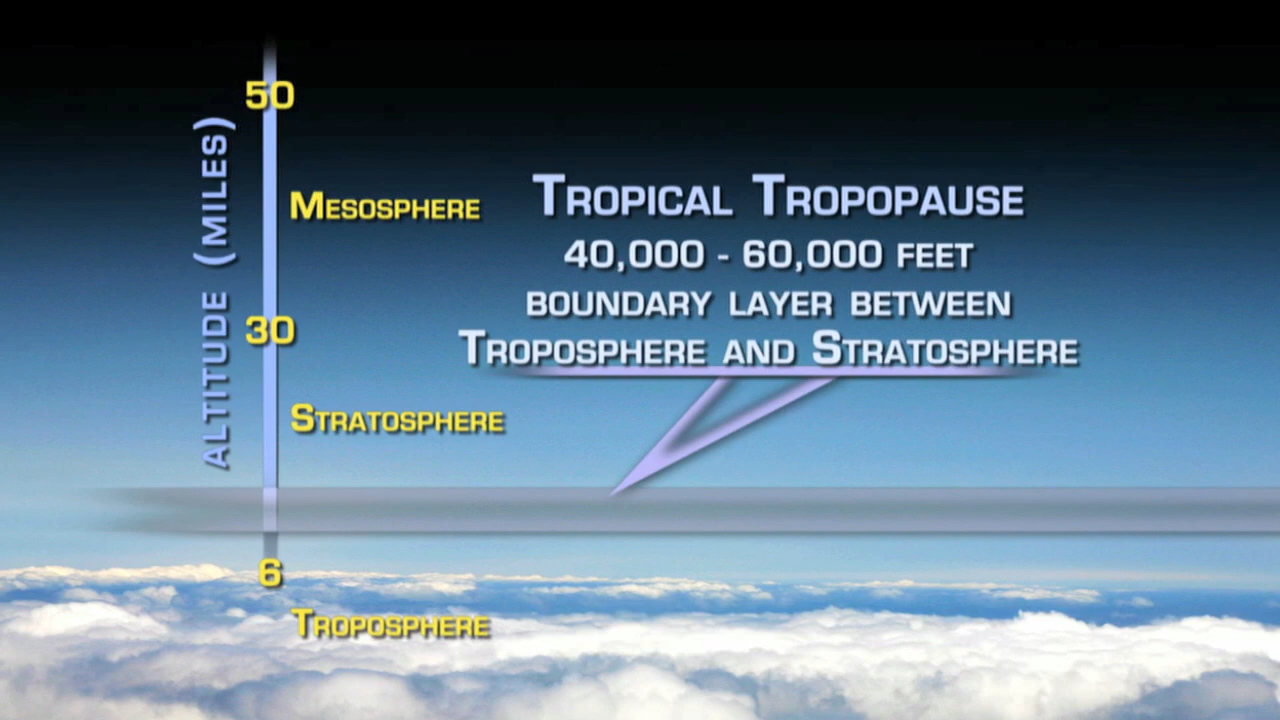 50
ALTITUDE (MILES)
MESOSPHERE
TROPICAL TROPOPAUSE
40,000 - 60,000 FEET
BOUNDARY LAYER BETWEEN
TROPOSPHERE AND STRATOSPHERE
30
STRATOSPHERE
6
TROPOSPHERE